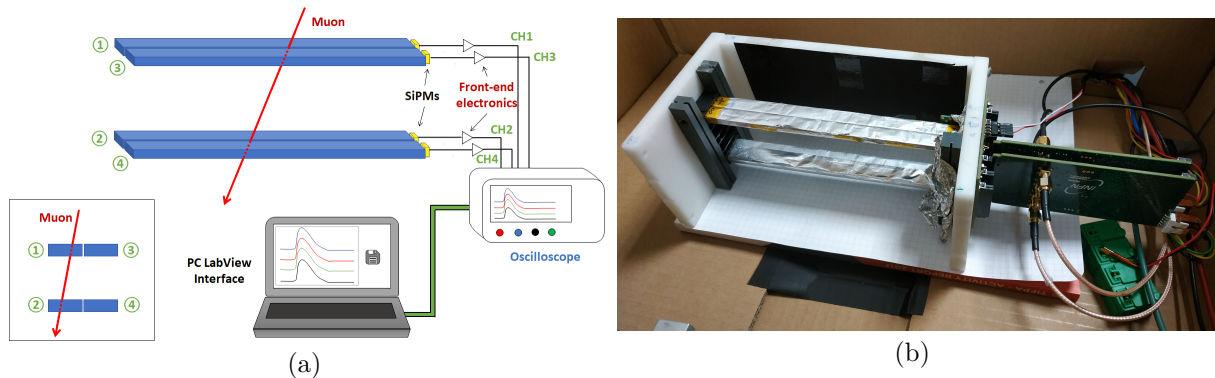 Muon
CH1
①
CH3
③
SiPMs
Front-end
electronics
②
CH2
④
CH4
Muon
①
③
②
④
PC LabView
Interface
Oscilloscope
INFN
(a)
(b)